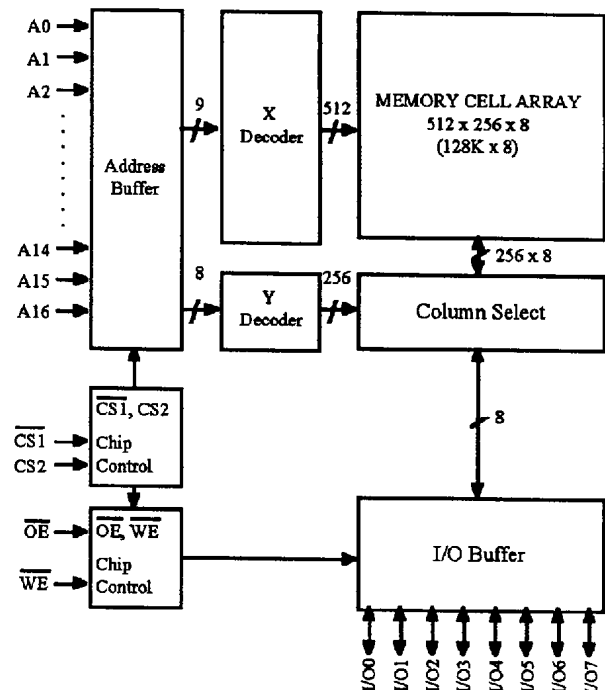 A0
A1
A2
A14
A15
A16
Address
Buffer
9
X
Decoder
512
MEMORY CELL ARRAY
512 x 256 x 8
(128K x 8)
256 x 8
8
Y
Decoder
256
Column Select
8
CS1, CS2
Chip
Control
CS1
CS2
OE, WE
Chip
Control
OE
WE
I/O Buffer
I/O0
I/O1
I/O2
I/O3
I/O4
I/O5
I/O6
I/O7